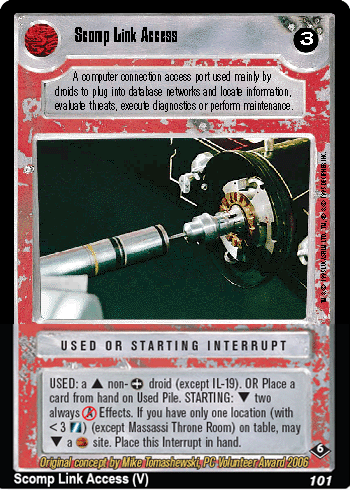 Scomp Link Access
3
A computer connection access port used mainly by
droids to plug into database networks and locate information,
evaluate threats, execute diagnostics or perform maintenance.
USED OR STARTING INTERRUPT
USED: a ▲ non- droid (except IL-19). OR Place a
card from hand on Used Pile. STARTING: ▼ two
always Effects. If you have only one location (with
< 3 ) (except Massassi Throne Room) on table, may
▼ a site. Place this Interrupt in hand.
6
Original concept by Mike Tomashewski, PC Volunteer Award 2006
Scomp Link Access (V)
101